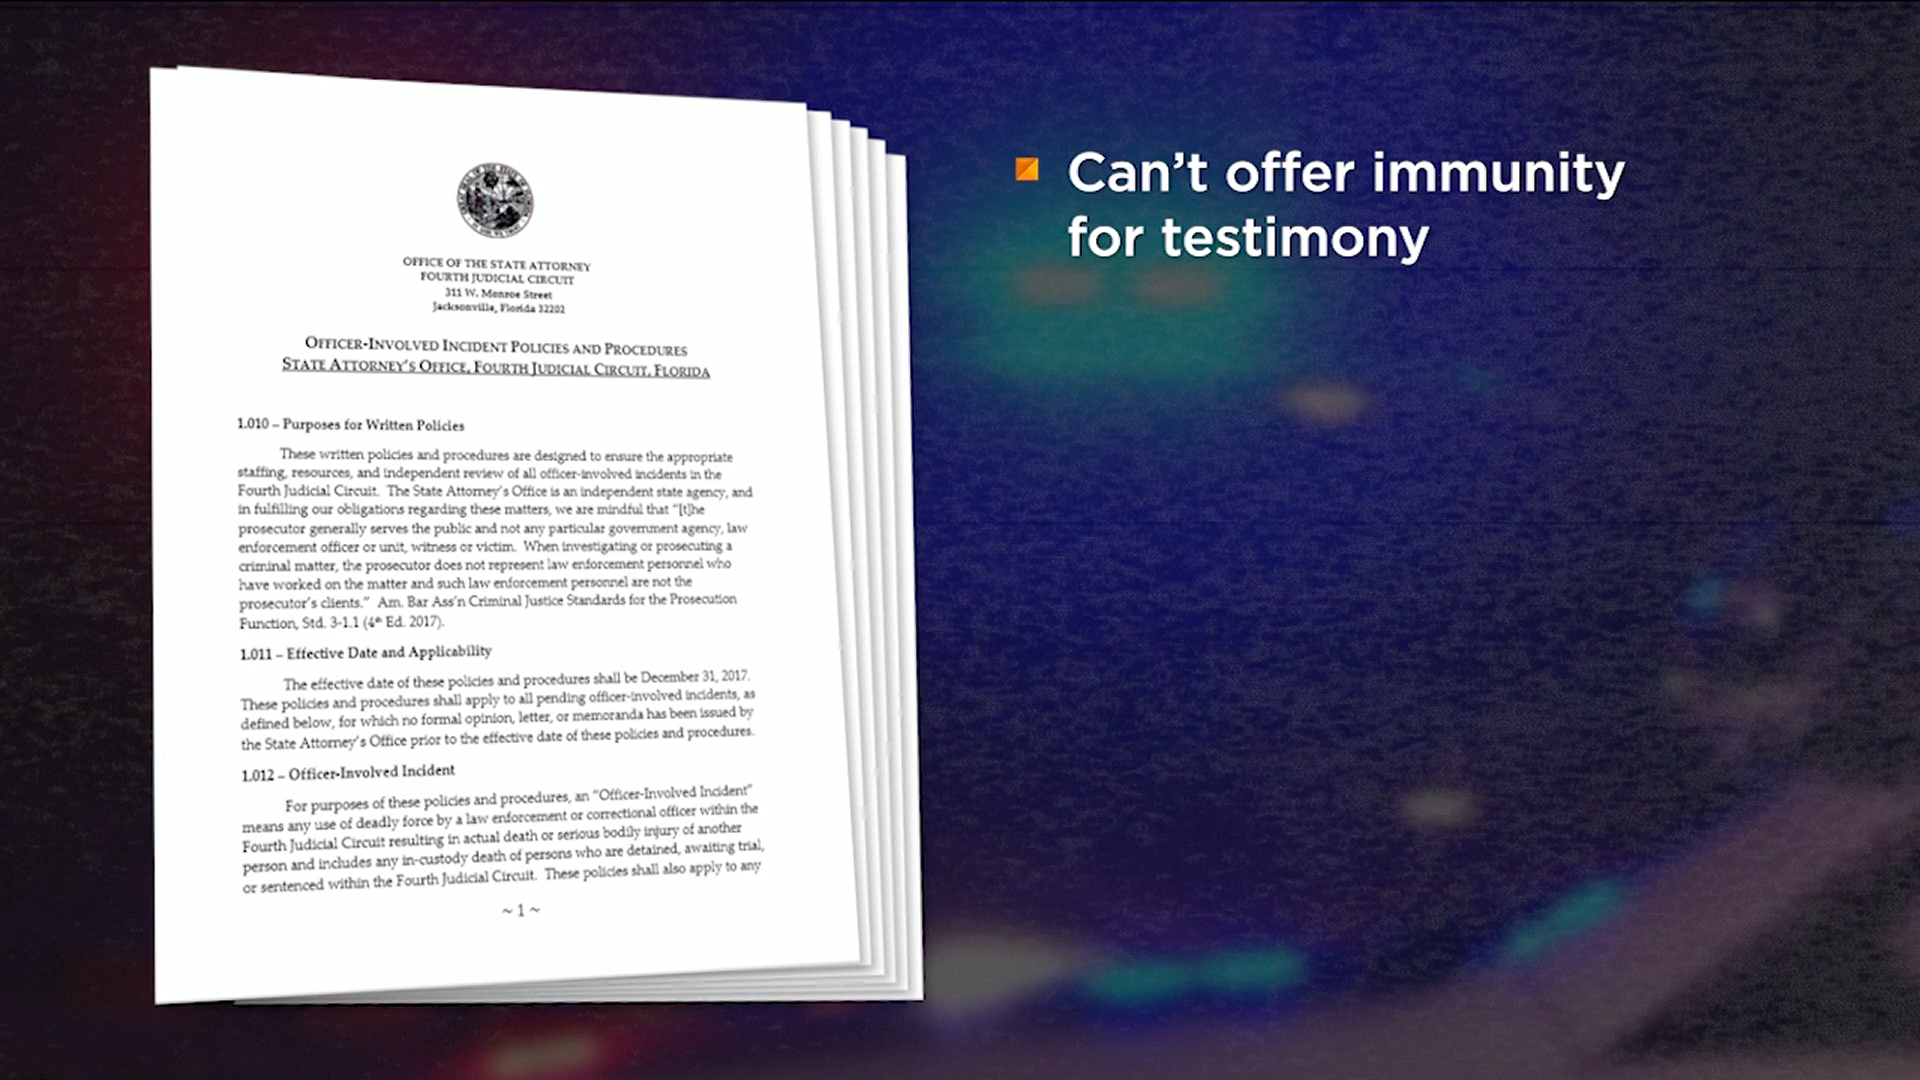 OFFICE OF THE STATE ATTORNEY
FOURTH JUDICIAL CIRCUIT
311 W. Monroe Street
Jacksonville, Florida 32202
OFFICER-INVOLVED INCIDENT POLICIES AND PROCEDURES
STATE ATTORNEY'S OFFICE, FOURTH JUDICIAL CIRCUIT, FLORIDA
1.010 – Purposes for Written Policies
These written policies and procedures are designed to ensure the appropriate
staffing, resources, and independent review of all officer-involved incidents in the
Fourth Judicial Circuit. The State Attorney's Office is an independent state agency, and
in fulfilling our obligations regarding these matters, we are mindful that "[t]he
prosecutor generally serves the public and not any particular government agency, law
enforcement officer or unit, witness or victim. When investigating or prosecuting a
criminal matter, the prosecutor does not represent law enforcement personnel who
have worked on the matter and such law enforcement personnel are not the
prosecutor's clients." Am. Bar Ass'n Criminal Justice Standards for the Prosecution
Function, Std. 3-1.1 (4th Ed. 2017).
1.011 – Effective Date and Applicability
The effective date of these policies and procedures shall be December 31, 2017.
These policies and procedures shall apply to all pending officer-involved incidents, as
defined below, for which no formal opinion, letter, or memoranda has been issued by
the State Attorney's Office prior to the effective date of these policies and procedures.
1.012 – Officer-Involved Incident
For purposes of these policies and procedures, an "Officer-Involved Incident"
means any use of deadly force by a law enforcement or correctional officer within the
Fourth Judicial Circuit resulting in actual death or serious bodily injury of another
person and includes any in-custody death of persons who are detained, awaiting trial,
or sentenced within the Fourth Judicial Circuit. These policies shall also apply to any
~ 1 ~
Can't offer immunity
for testimony